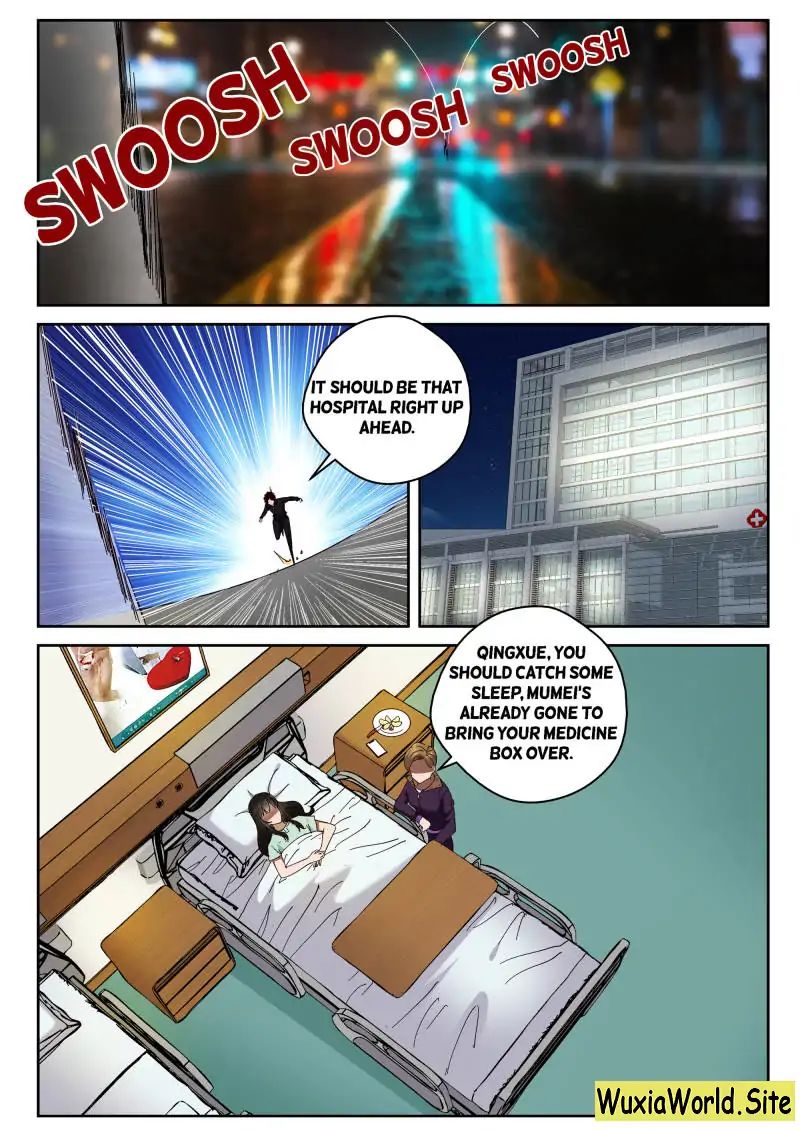 SWOOSH
SWOOSH
SWOOSH
IT SHOULD BE THAT
HOSPITAL RIGHT UP
AHEAD.
QINGXUE, YOU
SHOULD CATCH SOME
SLEEP, MUMEI'S
ALREADY GONE TO
BRING YOUR MEDICINE
BOX OVER.
WuxiaWorld.Site